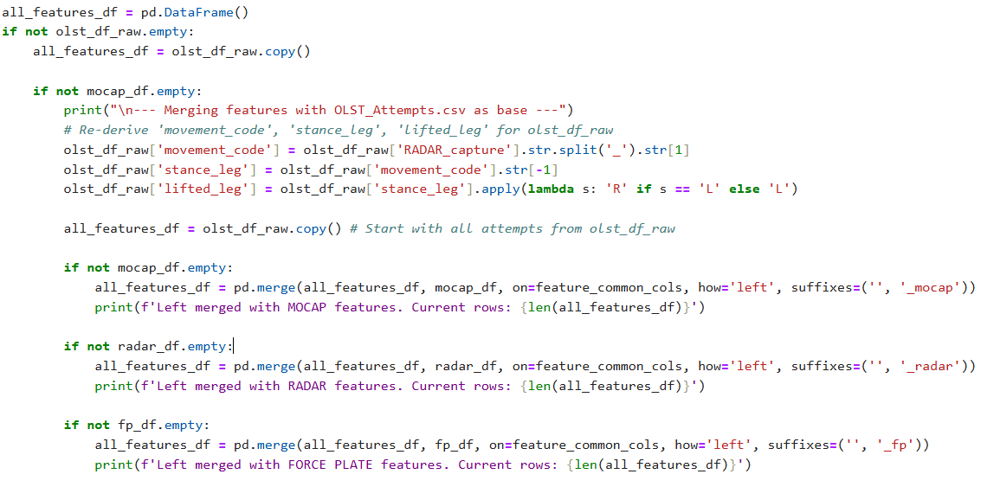 all_features_df = pd.DataFrame()
if not olst_df_raw.empty:
    all_features_df = olst_df_raw.copy()

    if not mocap_df.empty:
        print("\n--- Merging features with OLST_Attempts.csv as base ---")
        # Re-derive 'movement_code', 'stance_leg', 'lifted_leg' for olst_df_raw
        olst_df_raw['movement_code'] = olst_df_raw['RADAR_capture'].str.split('_').str[1]
        olst_df_raw['stance_leg'] = olst_df_raw['movement_code'].str[-1]
        olst_df_raw['lifted_leg'] = olst_df_raw['stance_leg'].apply(lambda s: 'R' if s == 'L' else 'L')

        all_features_df = olst_df_raw.copy() # Start with all attempts from olst_df_raw

        if not mocap_df.empty:
            all_features_df = pd.merge(all_features_df, mocap_df, on=feature_common_cols, how='left', suffixes=('', '_mocap'))
            print(f'Left merged with MOCAP features. Current rows: {len(all_features_df)}')

        if not radar_df.empty:
            all_features_df = pd.merge(all_features_df, radar_df, on=feature_common_cols, how='left', suffixes=('', '_radar'))
            print(f'Left merged with RADAR features. Current rows: {len(all_features_df)}')

        if not fp_df.empty:
            all_features_df = pd.merge(all_features_df, fp_df, on=feature_common_cols, how='left', suffixes=('', '_fp'))
            print(f'Left merged with FORCE PLATE features. Current rows: {len(all_features_df)}')